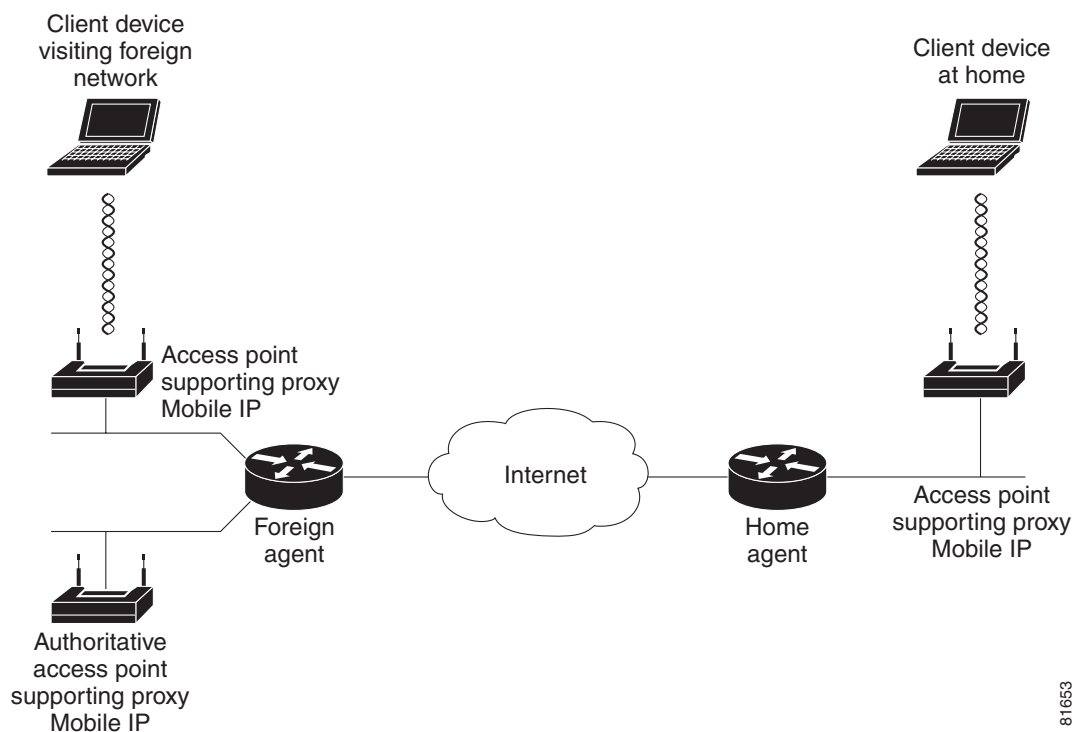 Client device
visiting foreign
network
Client device
at home
Access point
supporting proxy
Mobile IP
Internet
Foreign
agent
Home
agent
Access point
supporting proxy
Mobile IP
Authoritative
access point
supporting proxy
Mobile IP
81653